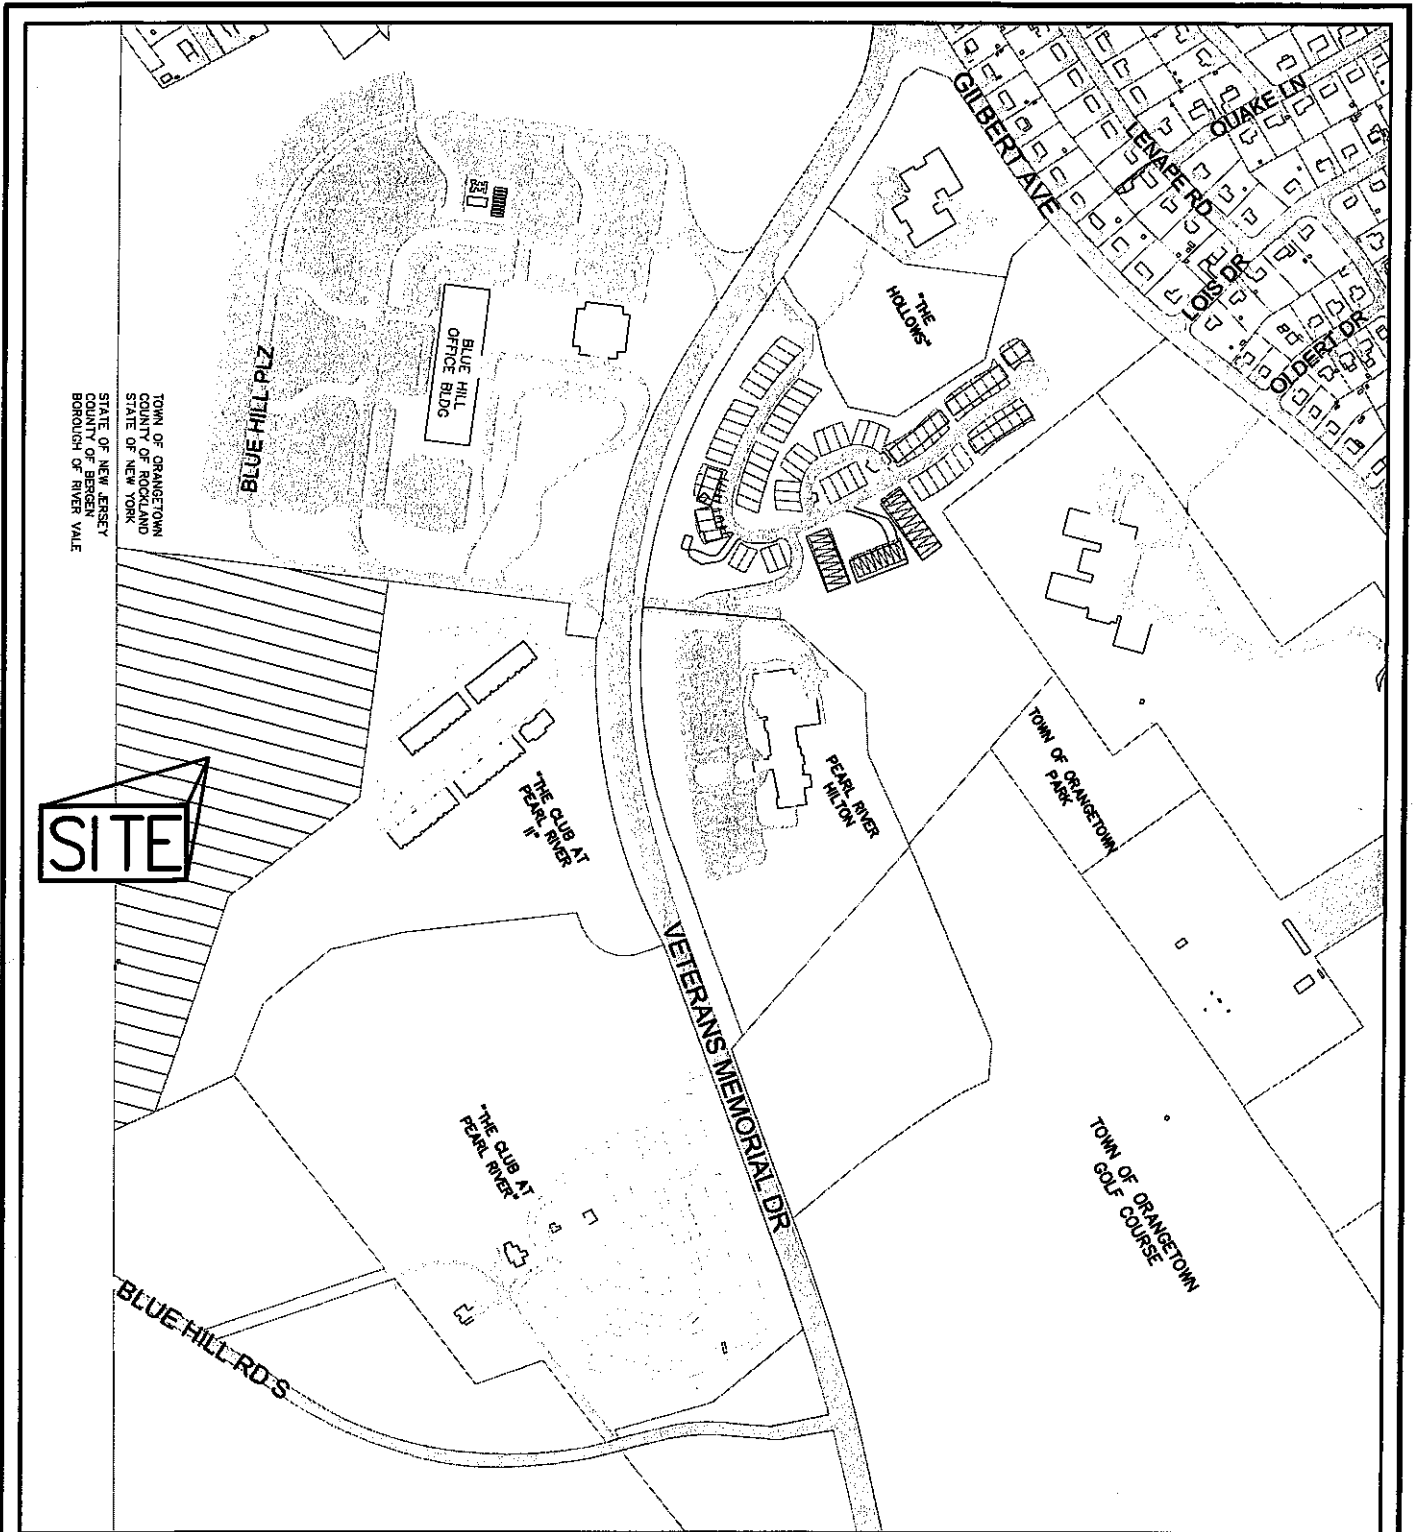 GILBERT AVE
QUAKE LN
LENAPE RD
LOIS DR
OLDERT DR
"THE
HOLLOWS"
BLUE HILL
OFFICE BLDG
BLUE HILL PLZ
TOWN OF ORANGETOWN
COUNTY OF ROCKLAND
STATE OF NEW YORK
STATE OF NEW JERSEY
COUNTY OF BERGEN
BOROUGH OF RIVER VALE
PEARL RIVER
HILTON
TOWN OF ORANGETOWN
PARK
"THE CLUB AT
PEARL RIVER
II"
SITE
VETERANS MEMORIAL DR
"THE CLUB AT
PEARL RIVER"
TOWN OF ORANGETOWN
GOLF COURSE
BLUE HILL RD S